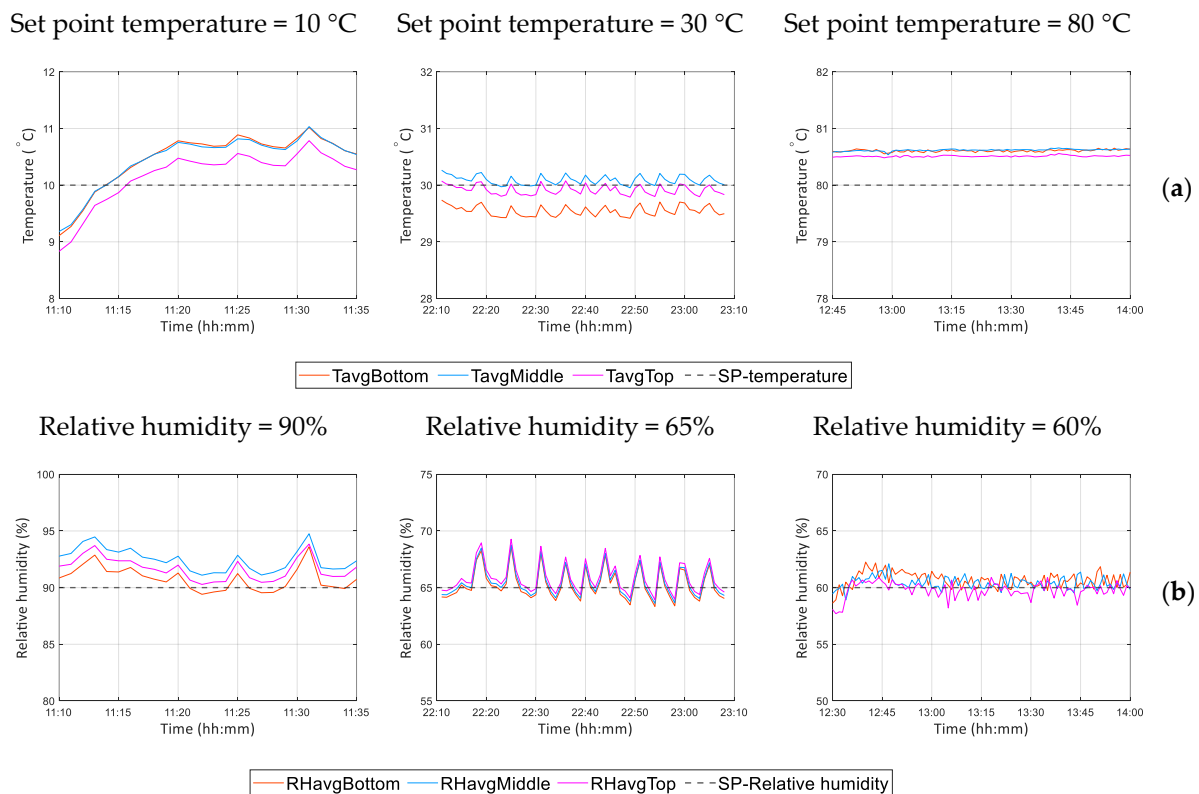 Set point temperature = 10 °C
Set point temperature = 30 °C
Set point temperature = 80 °C
12
11
10
9
8
Temperature (°C)
11:10 11:15 11:20 11:25 11:30 11:35
Time (hh:mm)
32
31
30
29
28
Temperature (°C)
22:10 22:20 22:30 22:40 22:50 23:00 23:10
Time (hh:mm)
82
81
80
79
78
Temperature (°C)
12:45 13:00 13:15 13:30 12:45 14:00
Time (hh:mm)
(a)
TavgBottom TavgMiddle TavgTop SP-temperature
Relative humidity = 90%
Relative humidity = 65%
Relative humidity = 60%
100
95
90
85
80
Relative humidity (%)
11:10 11:15 11:20 11:25 11:30 11:35
Time (hh:mm)
75
70
65
60
55
Relative humidity (%)
22:10 22:20 22:30 22:40 22:50 23:00 23:10
Time (hh:mm)
70
65
60
55
50
Relative humidity (%)
12:30 12:45 13:00 13:15 13:30 13:45 14:00
Time (hh:mm)
(b)
RHavgBottom RHavgMiddle RHavgTop SP-Relative humidity